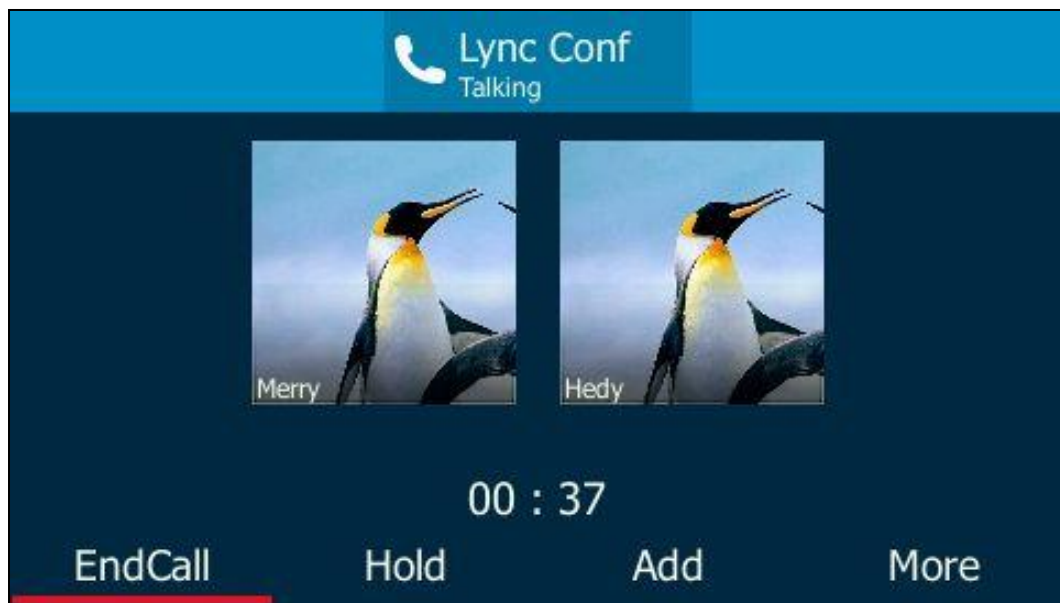 Lync Conf
Talking
Merry
Hedy
00 : 37
EndCall
Hold
Add
More